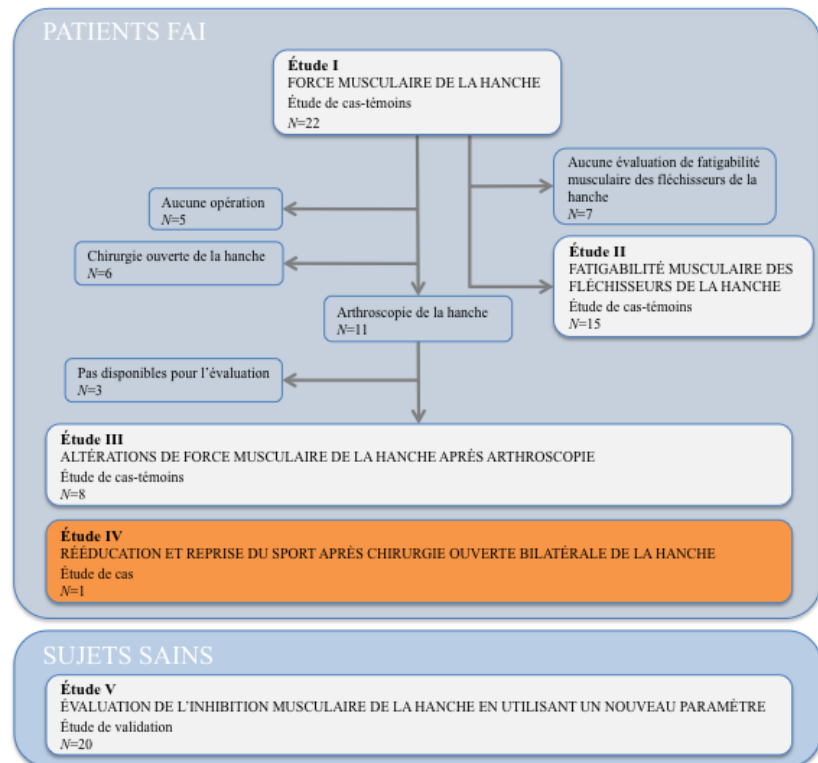 PATIENTS FAI
Étude I
FORCE MUSCULAIRE DE LA HANCHE
Étude de cas-témoins
N=22
Aucune évaluation de fatigabilité
musculaire des fléchisseurs de la
hanche
N=7
Aucune opération
N=5
Chirurgie ouverte de la hanche
N=6
Étude II
FATIGABILITÉ MUSCULAIRE DES
FLÉCHISSEURS DE LA HANCHE
Étude de cas-témoins
N=15
Arthroscopie de la hanche
N=11
Pas disponibles pour l'évaluation
N=3
Étude III
ALTÉRATIONS DE FORCE MUSCULAIRE DE LA HANCHE APRÈS ARTHROSCOPIE
Étude de cas-témoins
N=8
Étude IV
RÉÉDUCATION ET REPRISE DU SPORT APRÈS CHIRURGIE OUVERTE BILATÉRALE DE LA HANCHE
Étude de cas
N=1
SUJETS SAINS
Étude V
ÉVALUATION DE L'INHIBITION MUSCULAIRE DE LA HANCHE EN UTILISANT UN NOUVEAU PARAMÈTRE
Étude de validation
N=20